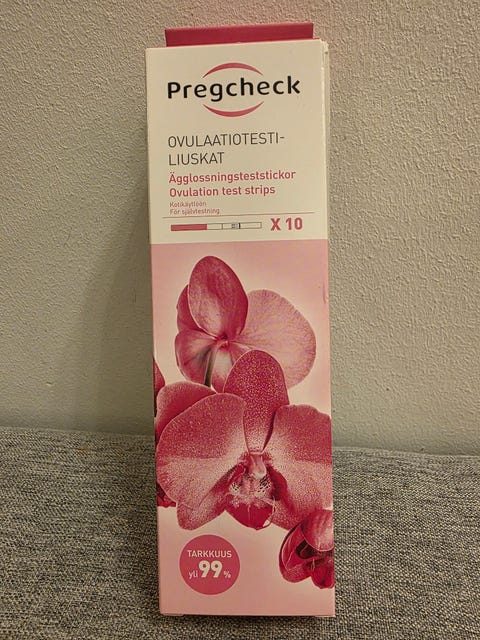 Pregcheck
OVULAATIOTESTI-
LIUSKAT
Ägglossningsteststickor
Ovulation test strips
Kotikäyttöön
För självtestning
X 10
TARKKUUS
yli 99%